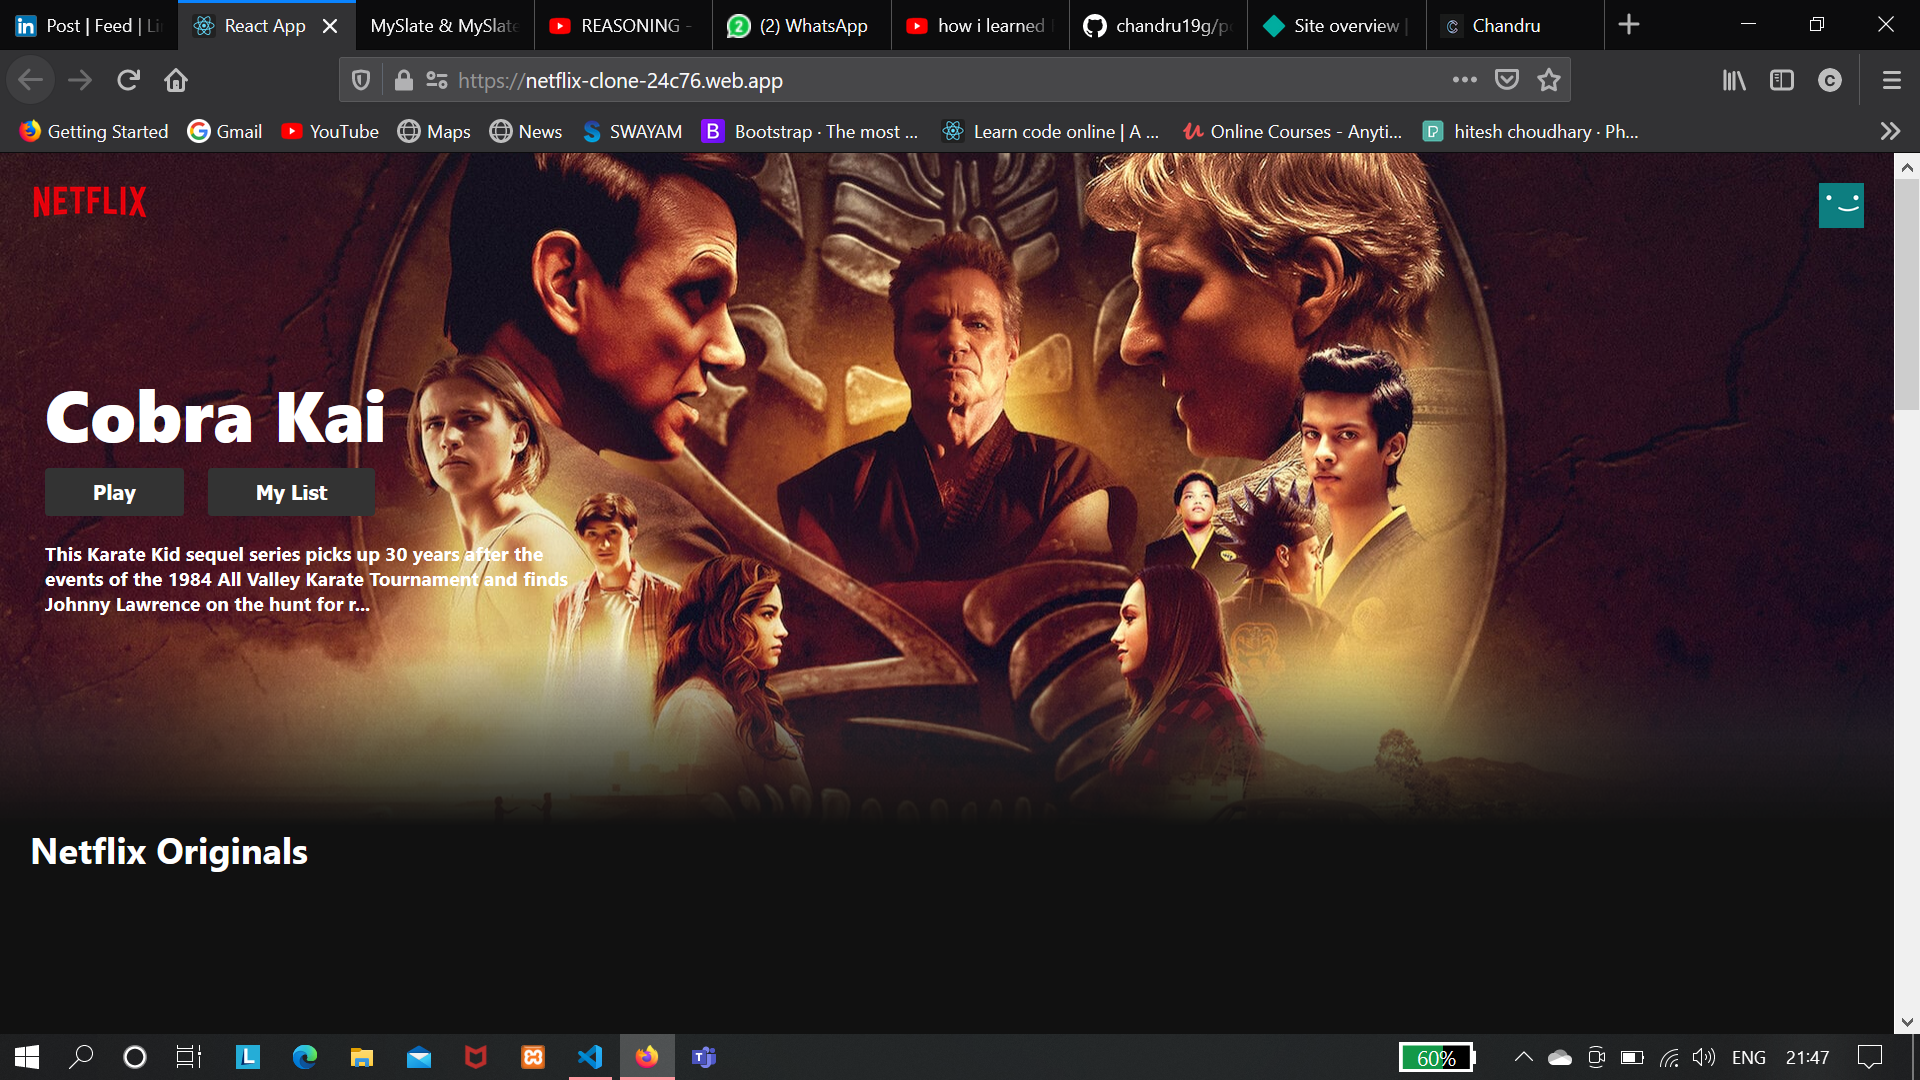 Post | Feed | Li
React App
MySlate & MySlate
REASONING -
(2) WhatsApp
how i learned
chandru19g/p
Site overview |
Chandru
https://netflix-clone-24c76.web.app
Getting Started
Gmail
YouTube
Maps
News
SWAYAM
Bootstrap · The most ...
Learn code online | A ...
Online Courses - Anyti...
hitesh choudhary · Ph...
NETFLIX
Cobra Kai
Play
My List
This Karate Kid sequel series picks up 30 years after the
events of the 1984 All Valley Karate Tournament and finds
Johnny Lawrence on the hunt for r...
Netflix Originals
60%
ENG
21:47